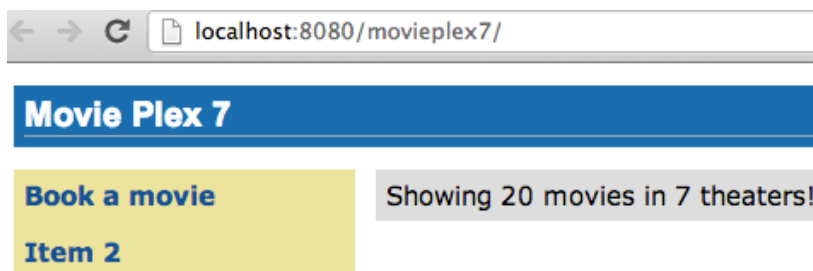 localhost:8080/movieplex7/
Movie Plex 7
Book a movie
Showing 20 movies in 7 theaters!
Item 2